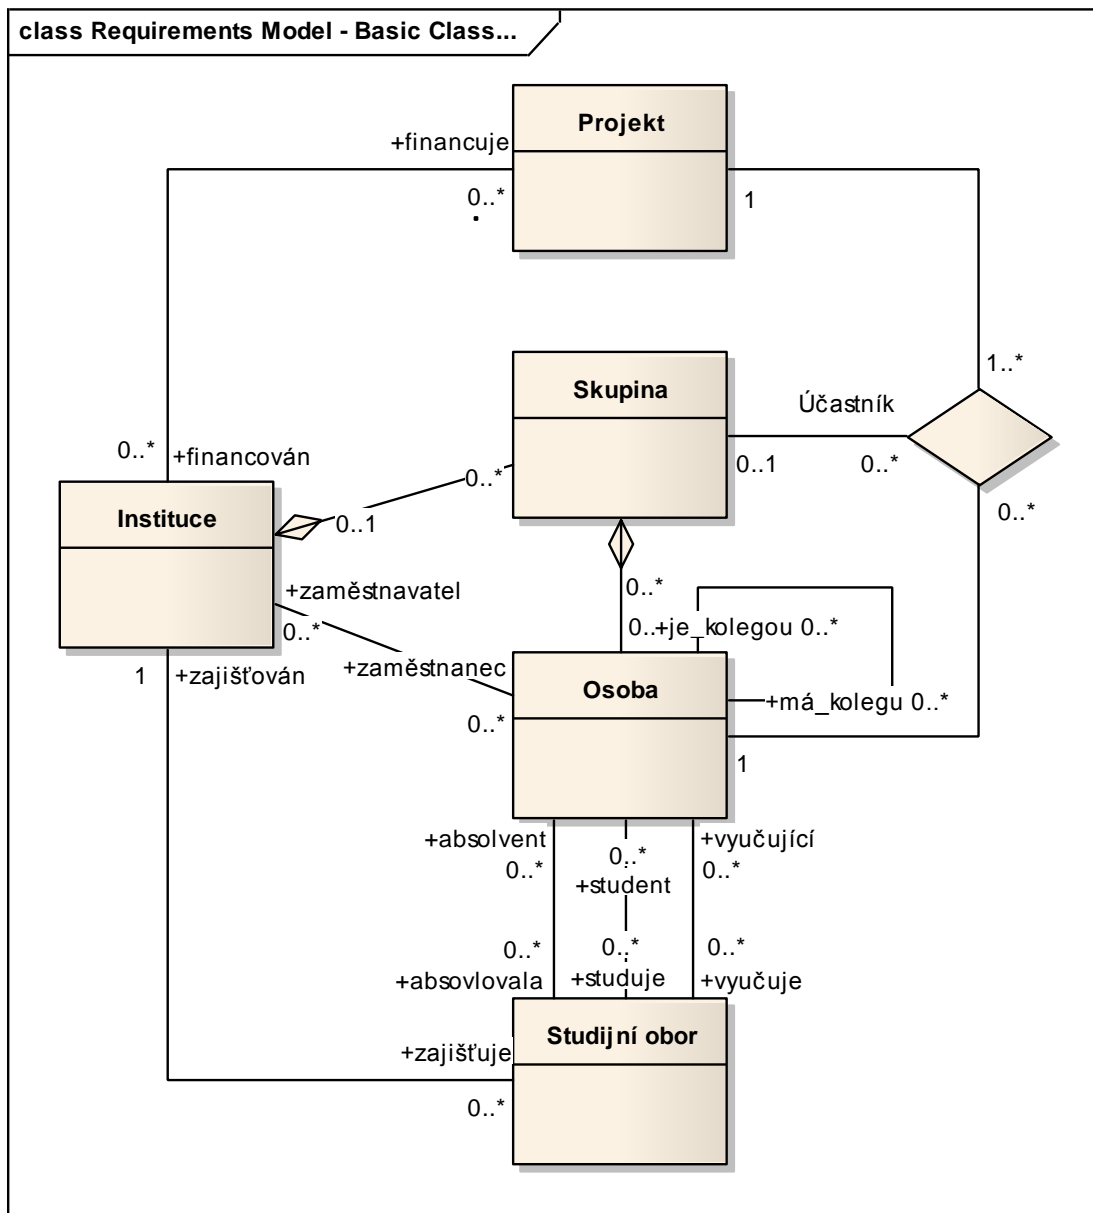 class Requirements Model - Basic Class...
Projekt
+financuje
0..*
1
1..*
Skupina
Účastník
0..1
0..*
0..*
0..*
+financován
0..*
0..1
Instituce
+zaměstnavatel
0..*
+zaměstnanec
0..*
0..*
0..
+je_kolegou 0..*
+má_kolegu 0..*
Osoba
1
1
+zajišťován
+absolvent
0..*
0..*
+student
+vyučující
0..*
0..*
+absovlovala
0..*
+studuje
0..*
+vyučuje
Studijní obor
+zajišťuje
0..*